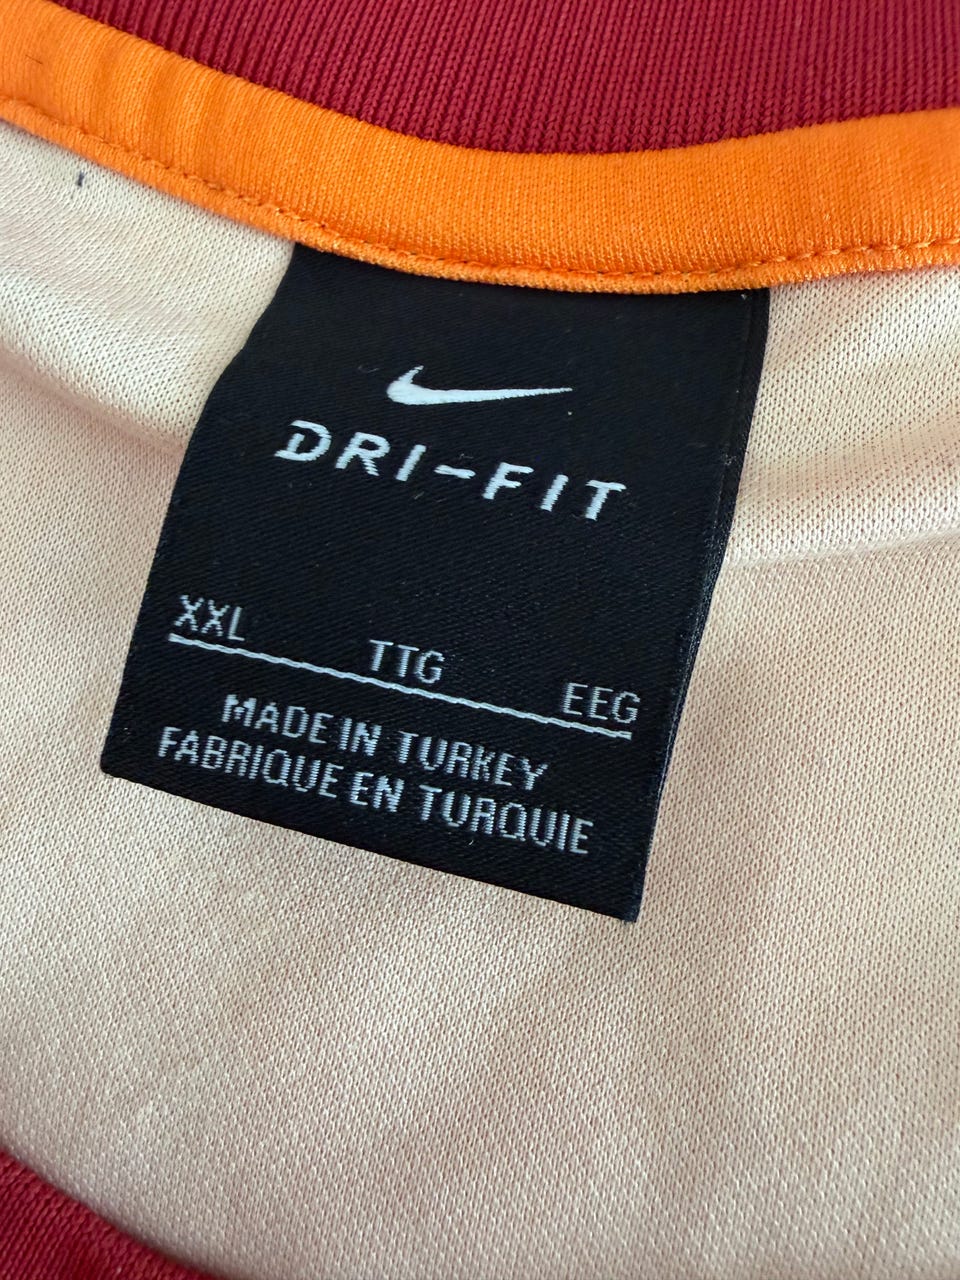 DRI-FIT
XXL TTG EEG
MADE IN TURKEY
FABRIQUE EN TURQUIE